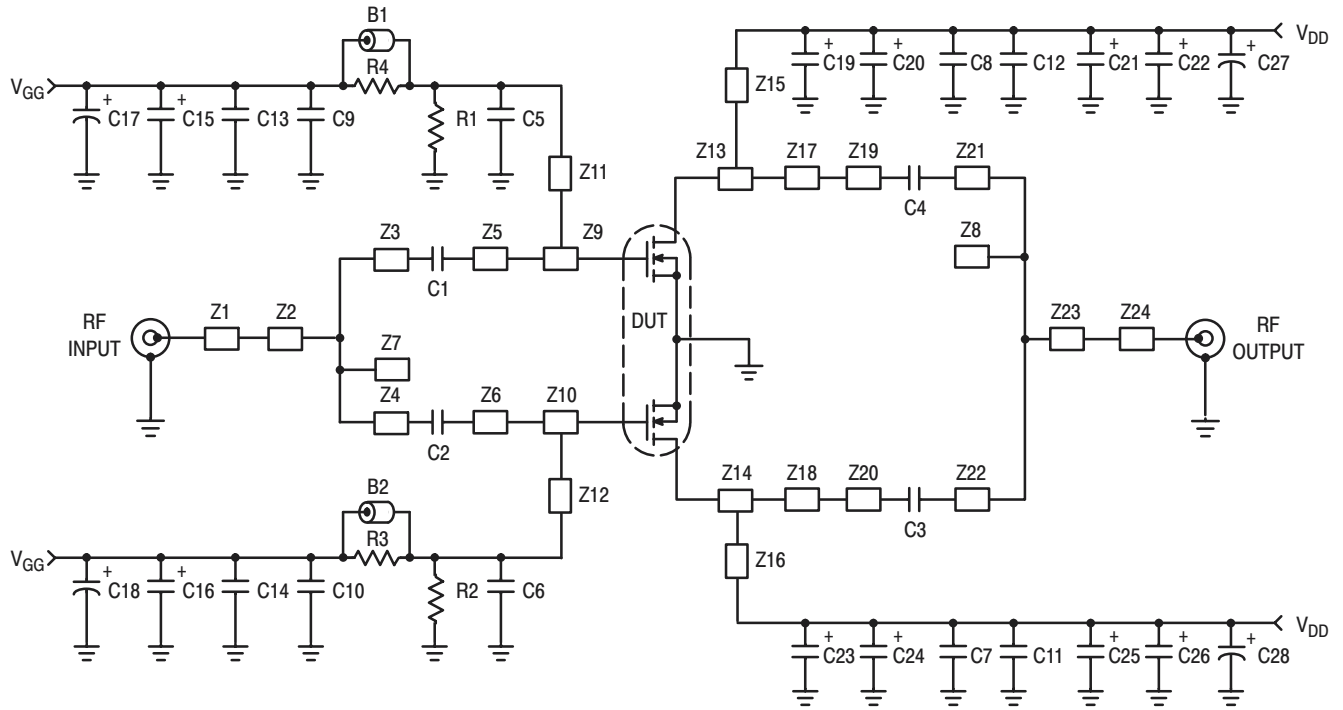 B1
R4
VGG
+ C17
+ C15
C13
C9
R1
C5
Z11
VDD
+ C19
+ C20
C8
C12
+ C21
+ C22
+ C27
Z15
Z13
Z17
Z19
C4
Z21
Z3
C1
Z5
Z9
Z8
RF INPUT
Z1
Z2
Z7
DUT
Z23
Z24
RF OUTPUT
Z4
C2
Z6
Z10
Z12
Z14
Z18
Z20
C3
Z22
Z16
B2
R3
VGG
+ C18
+ C16
C14
C10
R2
C6
VDD
+ C23
+ C24
C7
C11
+ C25
+ C26
+ C28